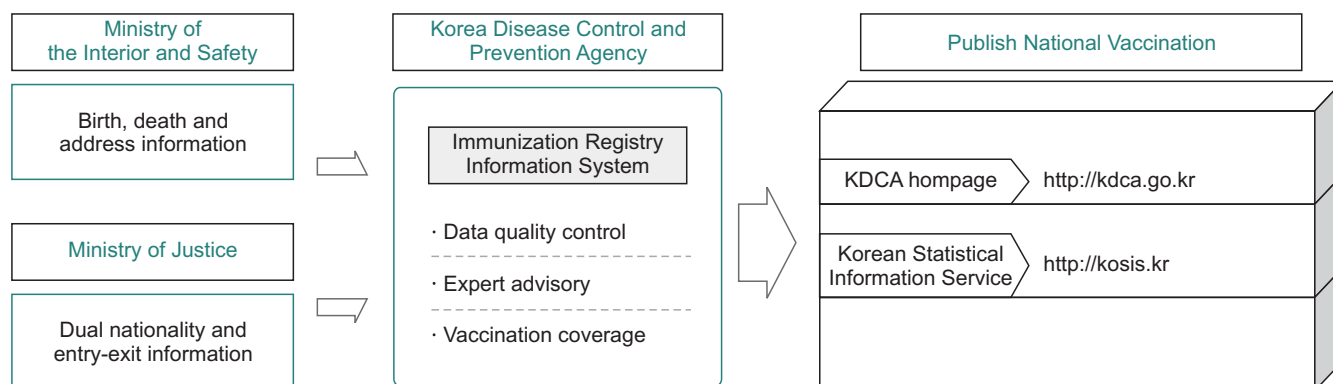 Ministry of
the Interior and Safety
Birth, death and
address information
Ministry of Justice
Dual nationality and
entry-exit information
Korea Disease Control and
Prevention Agency
Immunization Registry
Information System
· Data quality control
· Expert advisory
· Vaccination coverage
Publish National Vaccination
KDCA hompage
http://kdca.go.kr
Korean Statistical
Information Service
http://kosis.kr